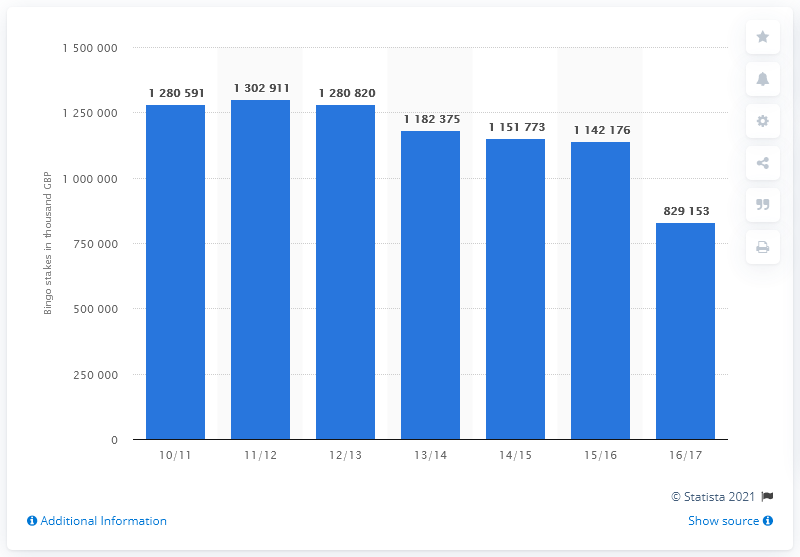 1 500 000
1 250 000
1 000 000
750 000
500 000
250 000
0
Bingo stakes in thousand GBP
1 280 591
1 302 911
1 280 820
1 182 375
1 151 773
1 142 176
829 153
10/11
11/12
12/13
13/14
14/15
15/16
16/17
© Statista 2021
Additional Information
Show source